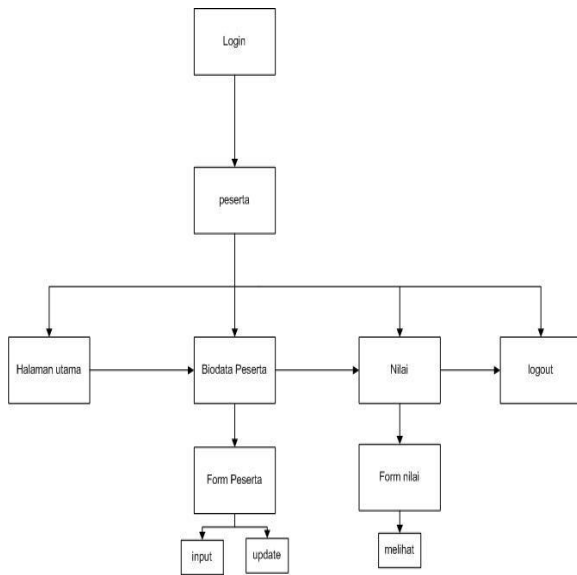 Login
peserta
Halaman utama
Biodata Peserta
Nilai
logout
Form Peserta
Form nilai
input
update
melihat